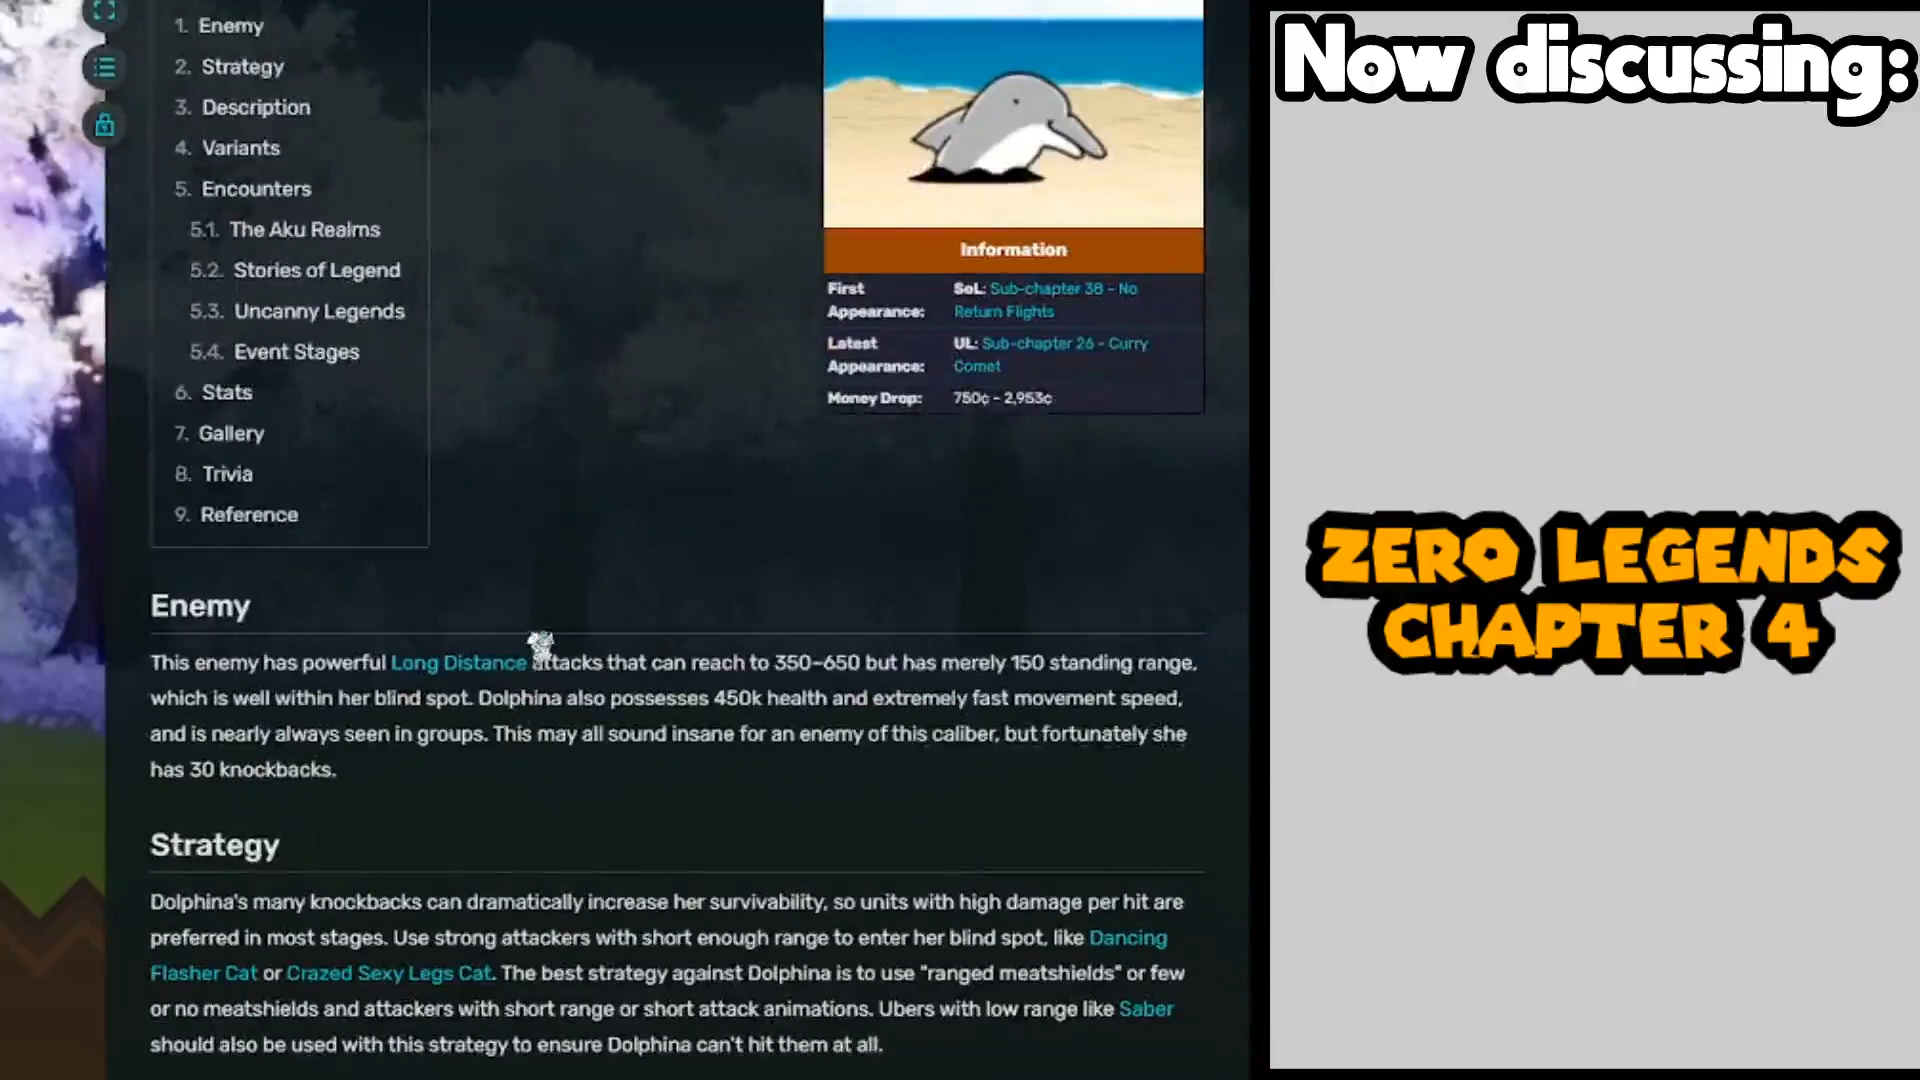 1. Enemy
2. Strategy
3. Description
4. Variants
5. Encounters
5.1. The Aku Realms
5.2. Stories of Legend
5.3. Uncanny Legends
5.4. Event Stages
6. Stats
7. Gallery
8. Trivia
9. Reference
Information
First Appearance: SoL: Sub-chapter 38 - No Return Flights
Latest Appearance: UL: Sub-chapter 26 - Curry Comet
Money Drop: 750¢ - 2,953¢
Enemy
This enemy has powerful Long Distance attacks that can reach to 350~650 but has merely 150 standing range,
which is well within her blind spot. Dolphina also possesses 450k health and extremely fast movement speed,
and is nearly always seen in groups. This may all sound insane for an enemy of this caliber, but fortunately she
has 30 knockbacks.
Strategy
Dolphina's many knockbacks can dramatically increase her survivability, so units with high damage per hit are
preferred in most stages. Use strong attackers with short enough range to enter her blind spot, like Dancing
Flasher Cat or Crazed Sexy Legs Cat. The best strategy against Dolphina is to use "ranged meatshields" or few
or no meatshields and attackers with short range or short attack animations. Ubers with low range like Saber
should also be used with this strategy to ensure Dolphina can't hit them at all.
Now discussing:
ZERO LEGENDS
CHAPTER 4